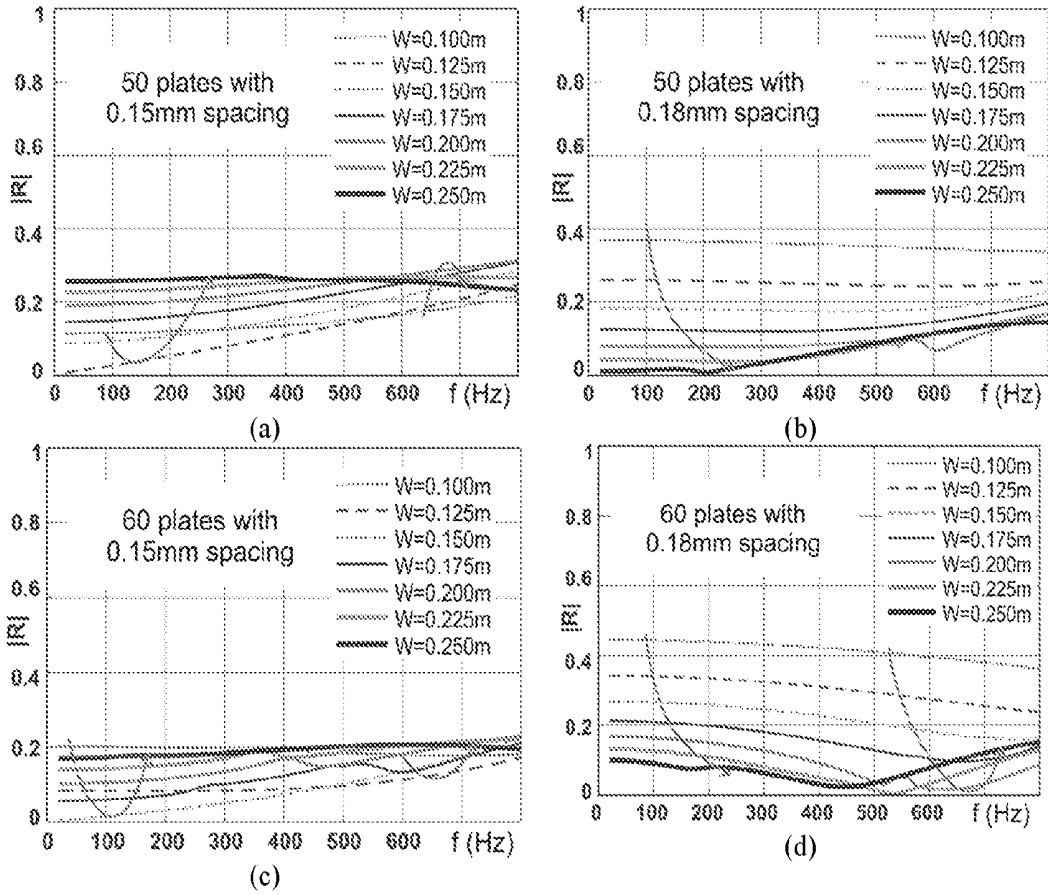 1
W=0.100m
W=0.125m
W=0.150m
W=0.175m
W=0.200m
W=0.225m
W=0.250m
50 plates with
0.15mm spacing
0.8
0.6
0.4
0.2
0
|R|
0 100 200 300 400 500 600 f (Hz)
(a)
1
W=0.100m
W=0.125m
W=0.150m
W=0.175m
W=0.200m
W=0.225m
W=0.250m
50 plates with
0.18mm spacing
0.8
0.6
0.4
0.2
0
|R|
0 100 200 300 400 600 f (Hz)
(b)
1
W=0.100m
W=0.125m
W=0.150m
W=0.175m
W=0.200m
W=0.225m
W=0.250m
60 plates with
0.15mm spacing
0.8
0.6
0.4
0.2
0
|R|
0 100 200 300 400 500 600 f (Hz)
(c)
1
W=0.100m
W=0.125m
W=0.150m
W=0.175m
W=0.200m
W=0.225m
W=0.250m
60 plates with
0.18mm spacing
0.8
0.6
0.4
0.2
0
|R|
0 100 200 300 400 500 600 f (Hz)
(d)